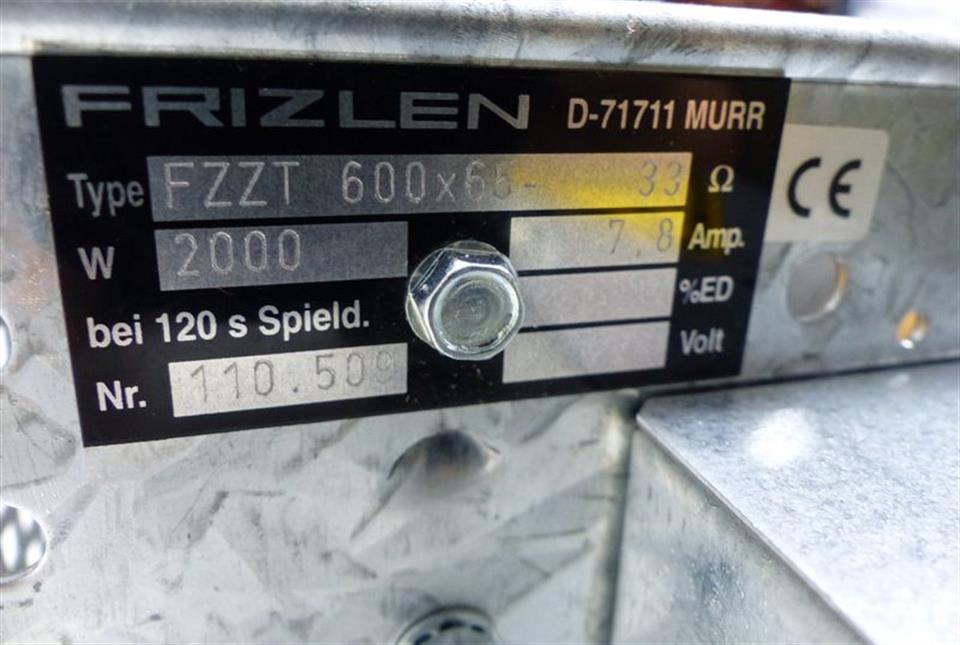 FRIZLEN D-71711 MURR
Type FZZT 600x65- 33 Ω
CE
W 2000 7.8 Amp.
%ED
bei 120 s Spield.
Volt
Nr. 110.509